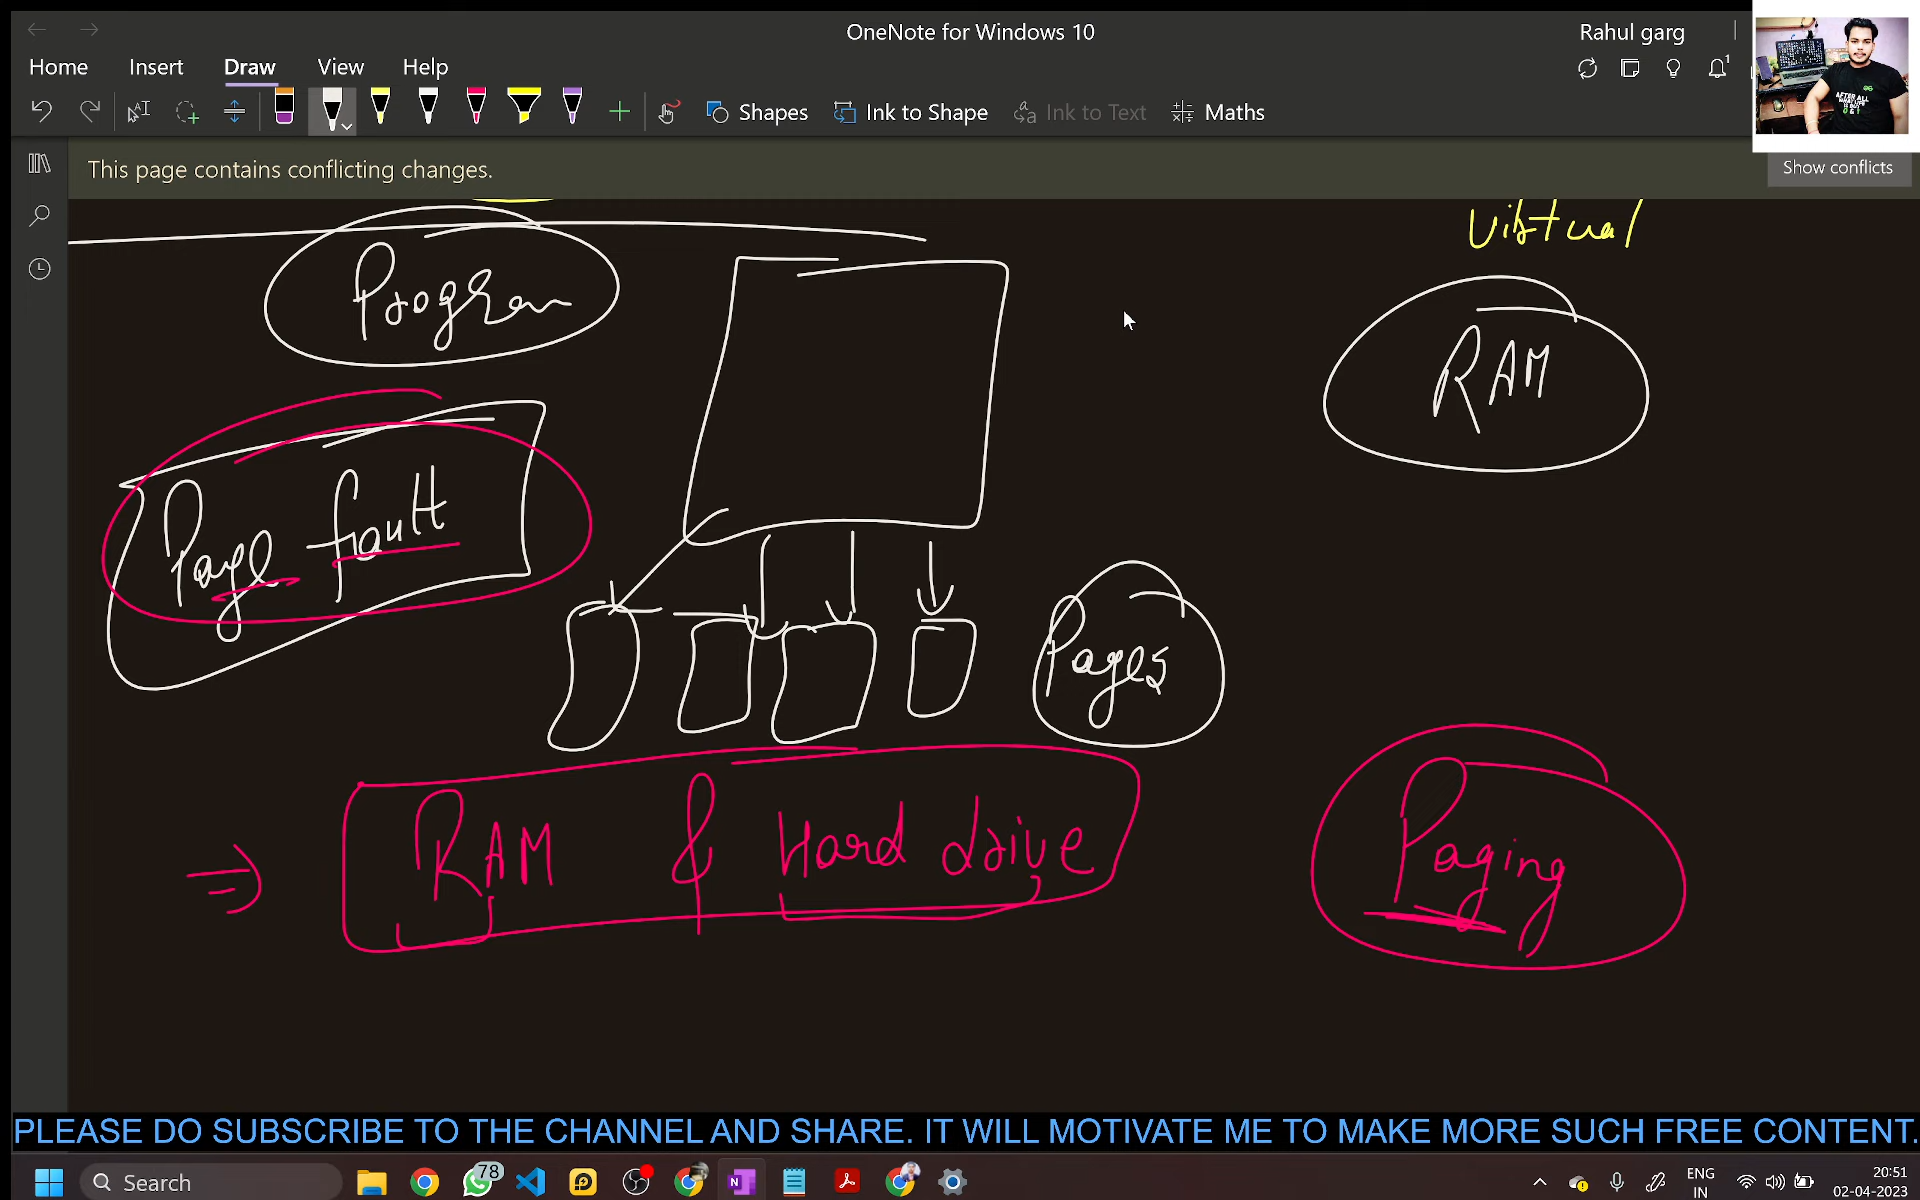 OneNote for Windows 10
Rahul garg
Home Insert Draw View Help
Shapes Ink to Shape Ink to Text Maths
This page contains conflicting changes.
Show conflicts
Virtual
Program
RAM
Page fault
Pages
RAM & Hard drive
Paging
PLEASE DO SUBSCRIBE TO THE CHANNEL AND SHARE. IT WILL MOTIVATE ME TO MAKE MORE SUCH FREE CONTENT.
Search
78
ENG
IN
20:51
02-04-2023